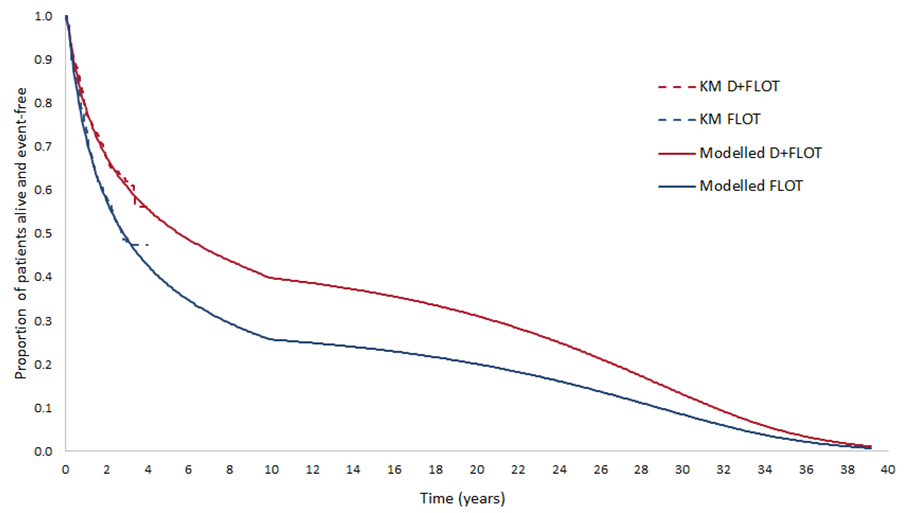 1.0
0.9
0.8
0.7
0.6
0.5
0.4
0.3
0.2
0.1
0.0
Proportion of patients alive and event-free
KM D+FLOT
KM FLOT
Modelled D+FLOT
Modelled FLOT
0 2 4 6 8 10 12 14 16 18 20 22 24 26 28 30 32 34 36 38 40
Time (years)